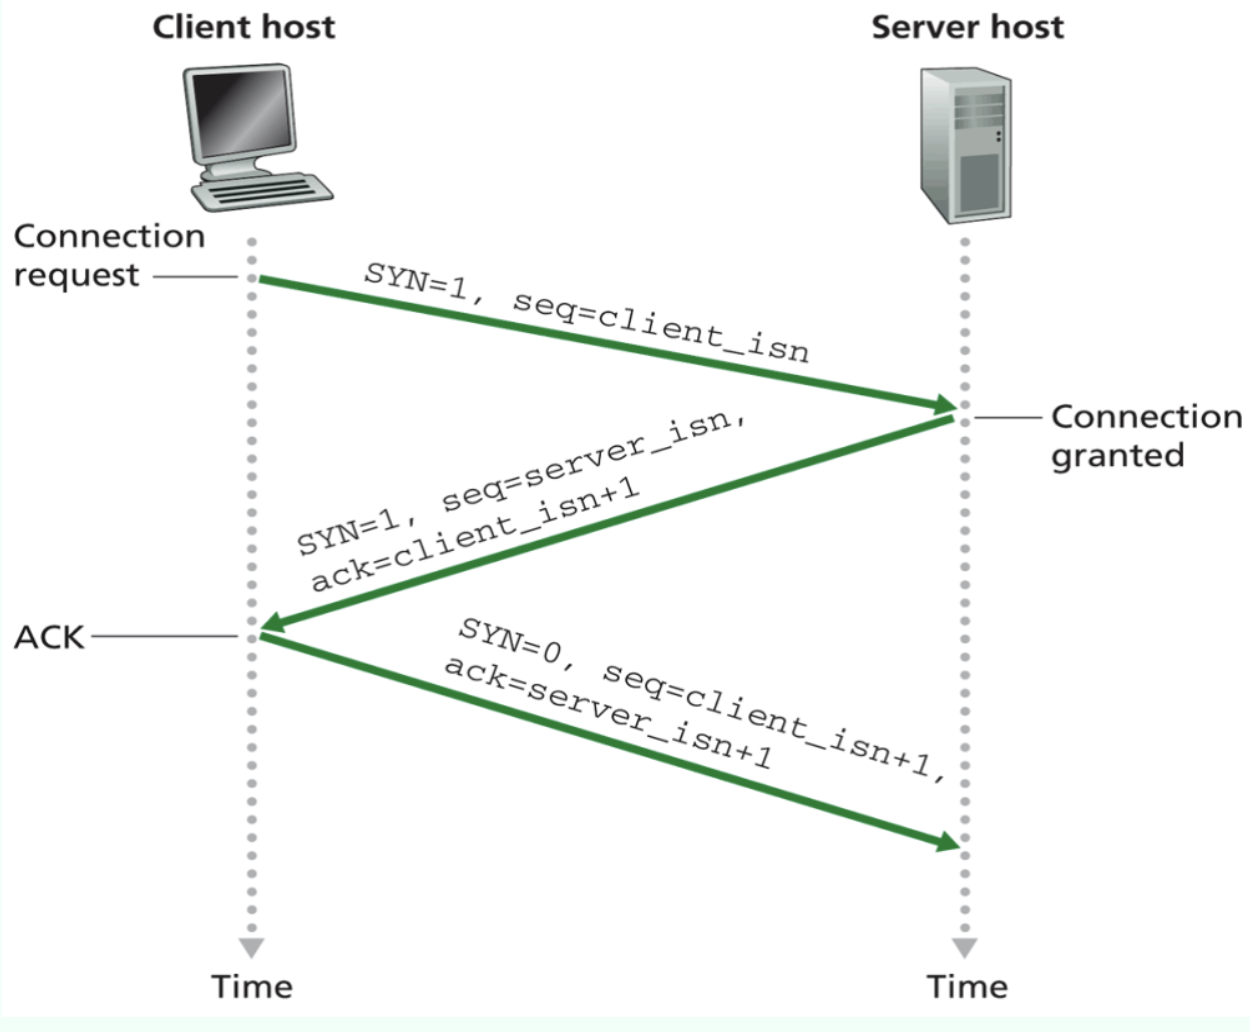 Client host
Server host
Connection
request
SYN=1, seq=client_isn
Connection
granted
SYN=1, seq=server_isn,
ack=client_isn+1
ACK
SYN=0, seq=client_isn+1,
ack=server_isn+1
Time
Time